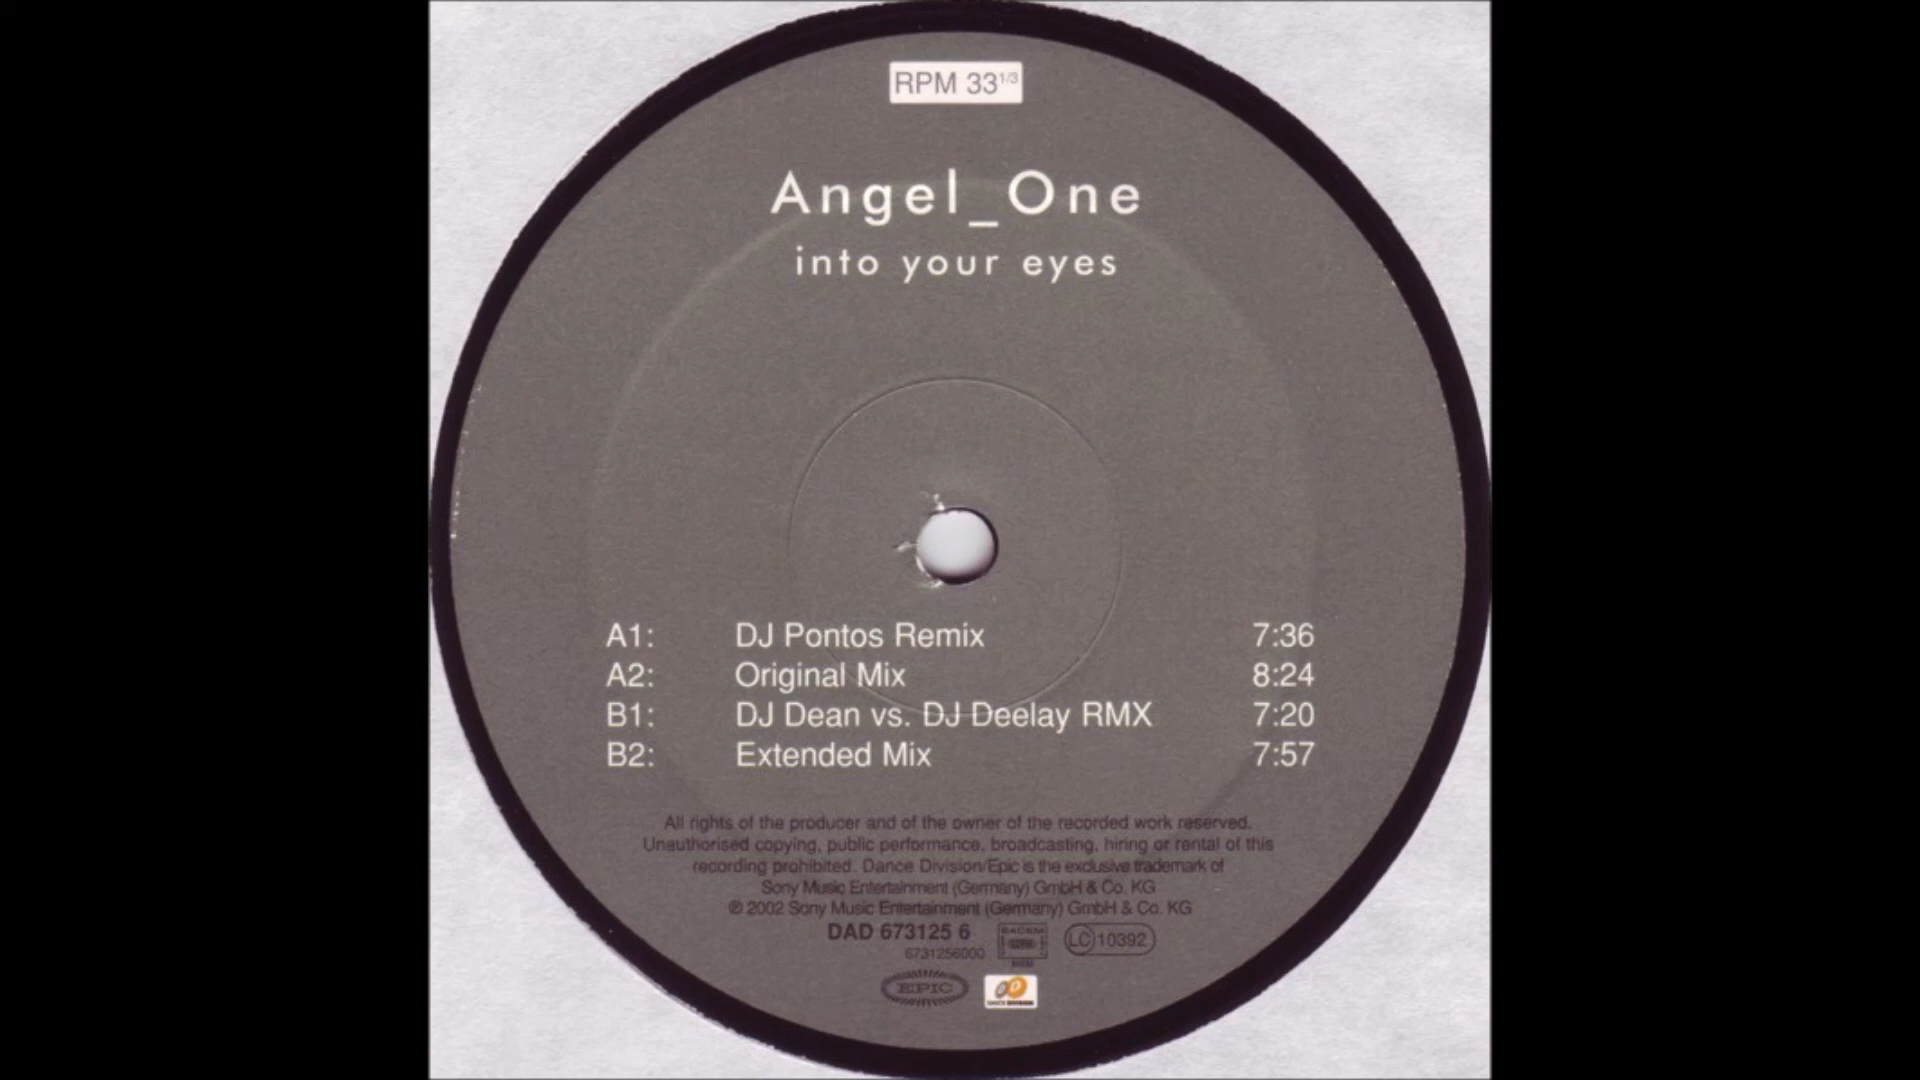 RPM 33 1/3
Angel_One
into your eyes
A1: DJ Pontos Remix 7:36
A2: Original Mix 8:24
B1: DJ Dean vs. DJ Deelay RMX 7:20
B2: Extended Mix 7:57
All rights of the producer and of the owner of the recorded work reserved.
Unauthorised copying, public performance, broadcasting, hiring or rental of this
recording prohibited. Dance Division/Epic is the exclusive trademark of
Sony Music Entertainment (Germany) GmbH & Co. KG
℗ 2002 Sony Music Entertainment (Germany) GmbH & Co. KG
DAD 673125 6
6731256000
SACEM
BIEM
LC 10392
EPIC
DANCE DIVISION